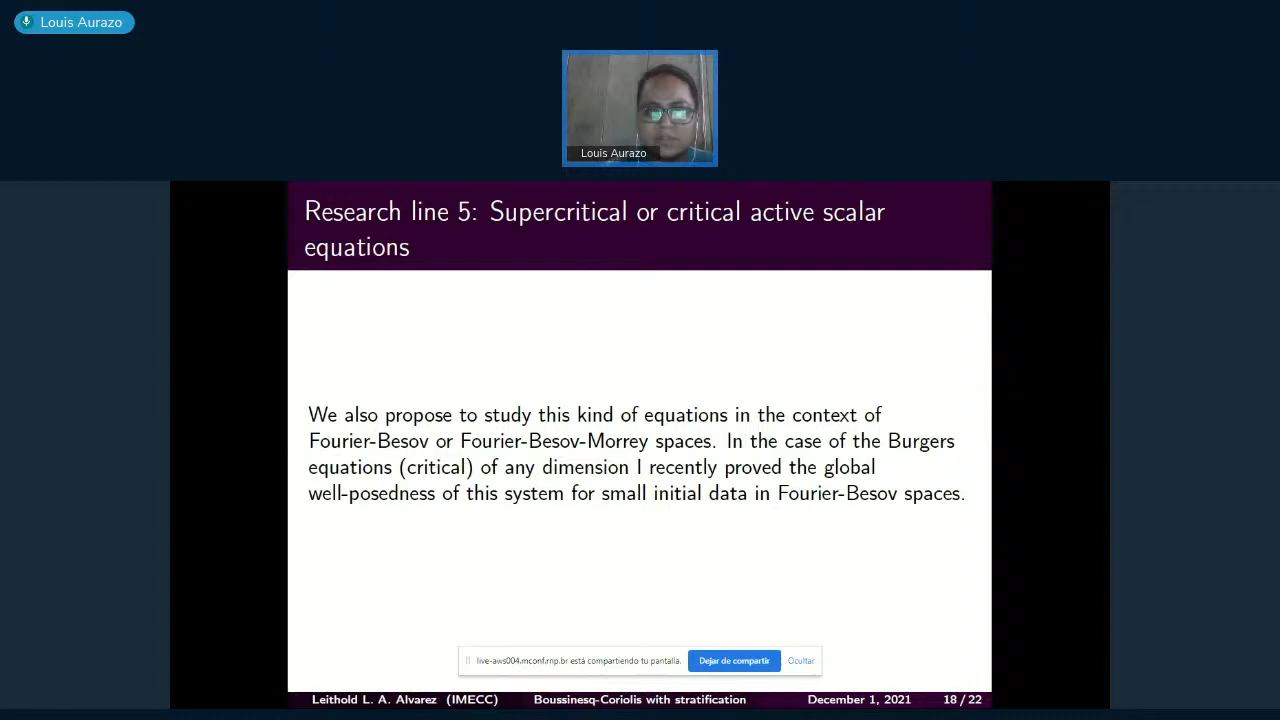 Louis Aurazo
Louis Aurazo
Research line 5: Supercritical or critical active scalar
equations
We also propose to study this kind of equations in the context of
Fourier-Besov or Fourier-Besov-Morrey spaces. In the case of the Burgers
equations (critical) of any dimension I recently proved the global
well-posedness of this system for small initial data in Fourier-Besov spaces.
live-aws004.mconf.rnp.br está compartiendo tu pantalla. Dejar de compartir Ocultar
Leithold L. A. Alvarez (IMECC) Boussinesq-Coriolis with stratification December 1, 2021 18 / 22